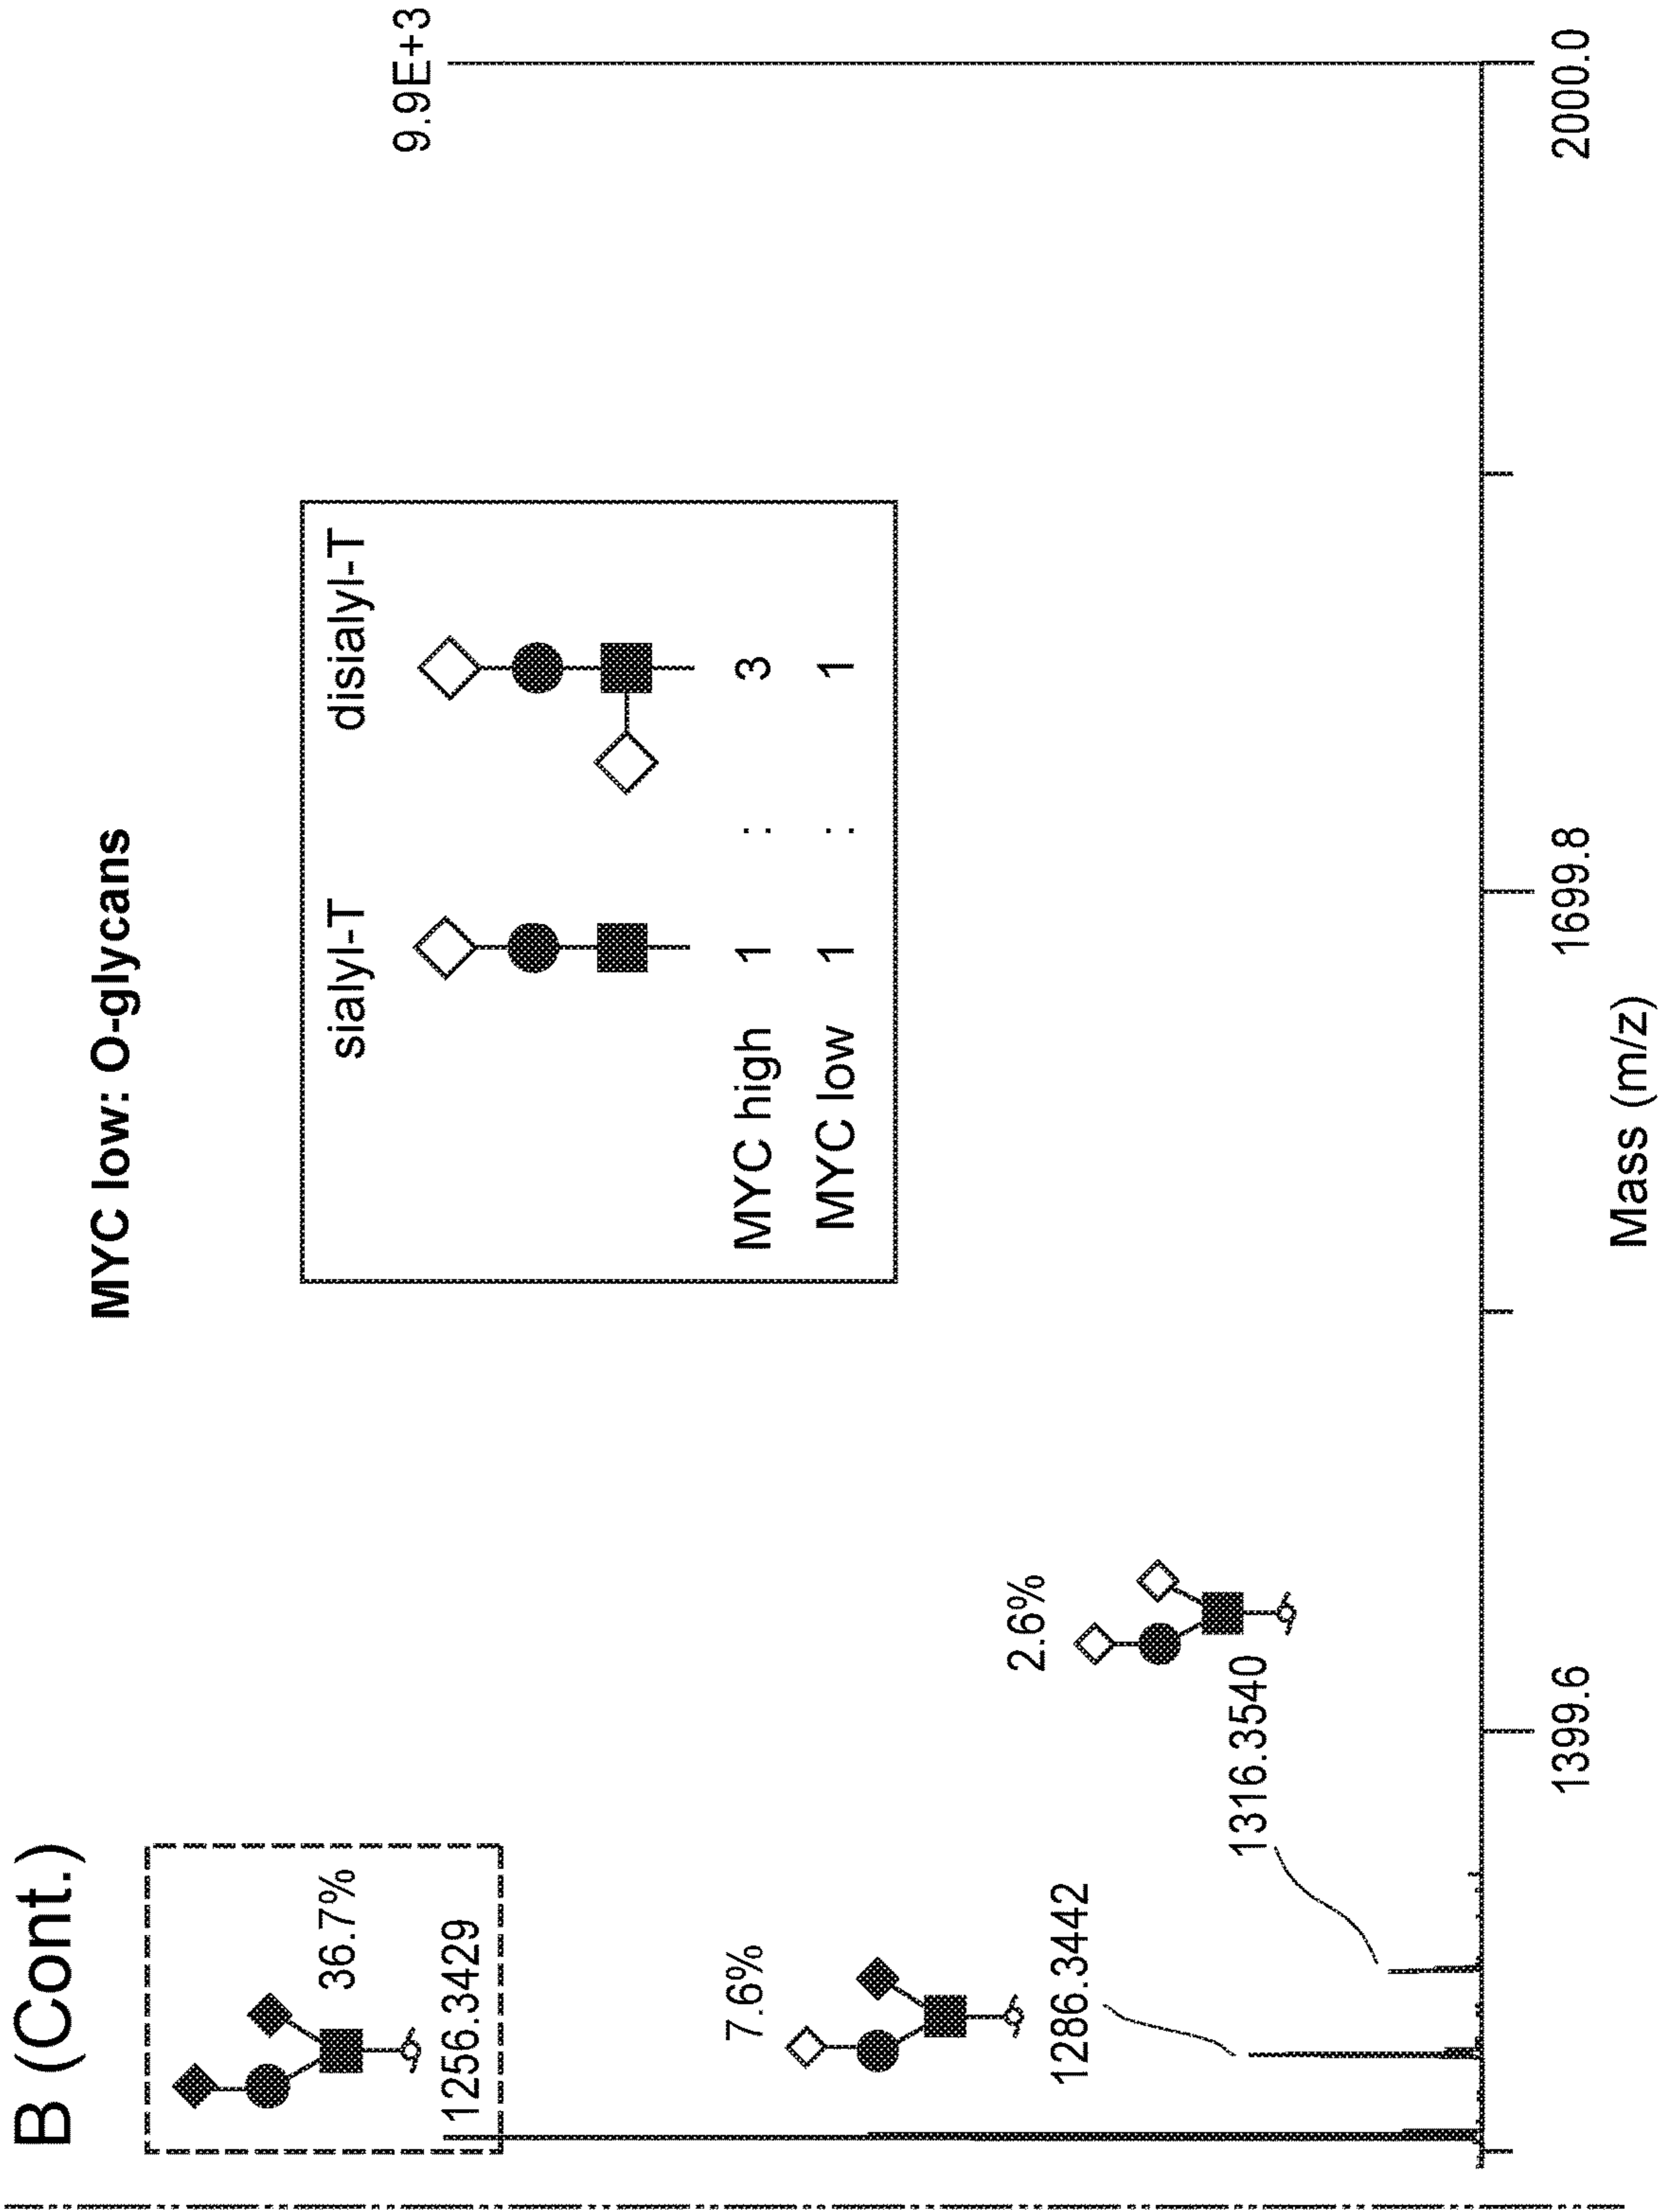 B (Cont.)
MYC low: O-glycans
9.9E+3
36.7%
1256.3429
7.6%
1286.3442
2.6%
1316.3540
sialyl-T disialyl-T
MYC high 1 : 3
MYC low 1 : 1
1399.6 1699.8 2000.0
Mass (m/z)